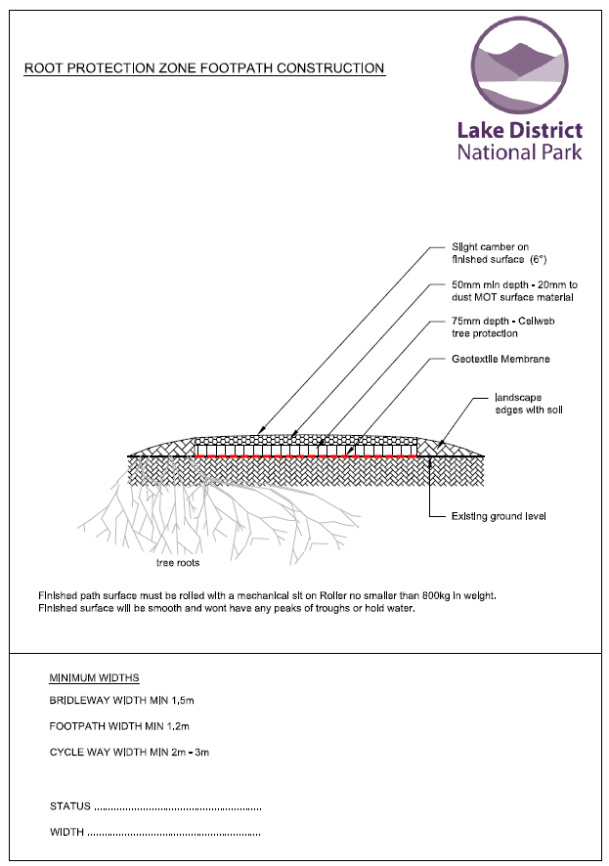 ROOT PROTECTION ZONE FOOTPATH CONSTRUCTION
Lake District
National Park
Slight camber on
finished surface (6°)
50mm min depth - 20mm to
dust MOT surface material
75mm depth - Cellweb
tree protection
Geotextile Membrane
landscape
edges with soil
Existing ground level
tree roots
Finished path surface must be rolled with a mechanical sit on Roller no smaller than 800kg in weight.
Finished surface will be smooth and wont have any peaks of troughs or hold water.
MINIMUM WIDTHS
BRIDLEWAY WIDTH MIN 1.5m
FOOTPATH WIDTH MIN 1.2m
CYCLE WAY WIDTH MIN 2m - 3m
STATUS ............................................................
WIDTH ..............................................................